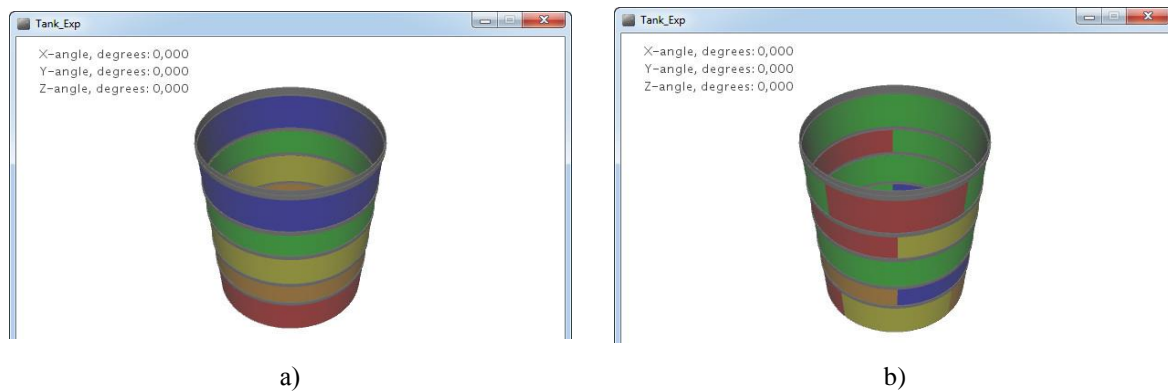 Tank_Exp
X-angle, degrees: 0,000
Y-angle, degrees: 0,000
Z-angle, degrees: 0,000
a)
Tank_Exp
X-angle, degrees: 0,000
Y-angle, degrees: 0,000
Z-angle, degrees: 0,000
b)